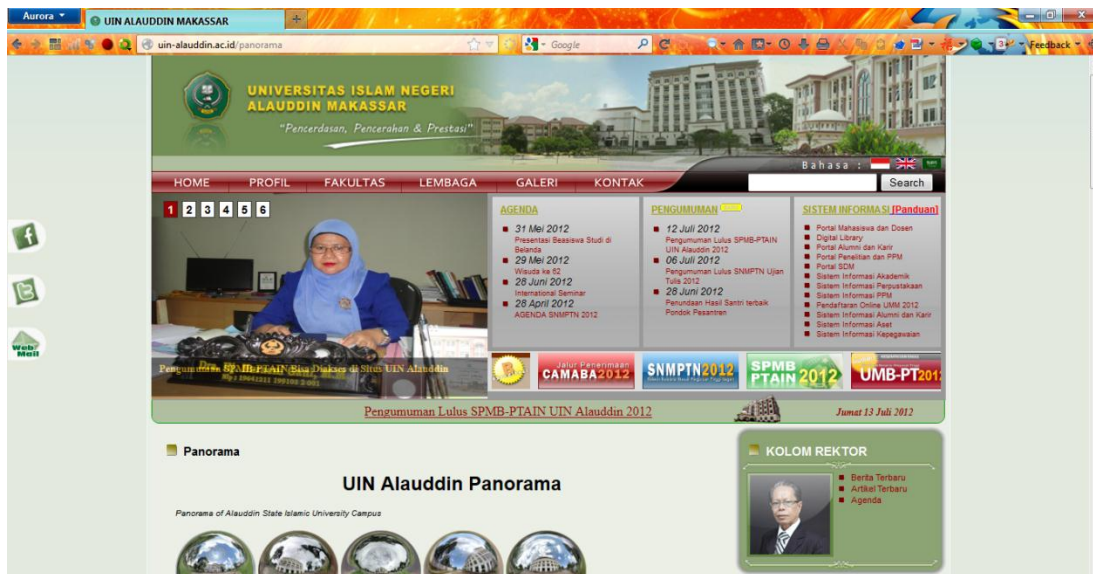 Aurora
UIN ALAUDDIN MAKASSAR
uin-alauddin.ac.id/panorama
Google
Feedback
UNIVERSITAS ISLAM NEGERI
ALAUDDIN MAKASSAR
"Pencerdasan, Pencerahan & Prestasi"
Bahasa :
HOME PROFIL FAKULTAS LEMBAGA GALERI KONTAK
Search
1 2 3 4 5 6
Pengumuman SPMB-PTAIN Bisa Diakses di Situs UIN Alauddin
AGENDA
31 Mei 2012
Presentasi Beasiswa Studi di
Belanda
29 Mei 2012
Wisuda ke 62
28 Juni 2012
International Seminar
28 April 2012
AGENDA SNMPTN 2012
PENGUMUMAN
12 Juli 2012
Pengumuman Lulus SPMB-PTAIN
UIN Alauddin 2012
06 Juli 2012
Pengumuman Lulus SNMPTN Ujian
Tulis 2012
28 Juni 2012
Penundaan Hasil Santri terbaik
Pondok Pesantren
SISTEM INFORMASI [Panduan]
Portal Mahasiswa dan Dosen
Digital Library
Portal Alumni dan Karir
Portal Penelitian dan PPM
Portal SDM
Sistem Informasi Akademik
Sistem Informasi Perpustakaan
Sistem Informasi PPM
Pendaftaran Online UMM 2012
Sistem Informasi Alumni dan Karir
Sistem Informasi Aset
Sistem Informasi Kepegawaian
Jalur Penerimaan
CAMABA2012
SNMPTN2012
SPMB
PTAIN 2012
UMB-PT201
Web
Mail
Pengumuman Lulus SPMB-PTAIN UIN Alauddin 2012
Jumat 13 Juli 2012
Panorama
UIN Alauddin Panorama
Panorama of Alauddin State Islamic University Campus
KOLOM REKTOR
Berita Terbaru
Artikel Terbaru
Agenda